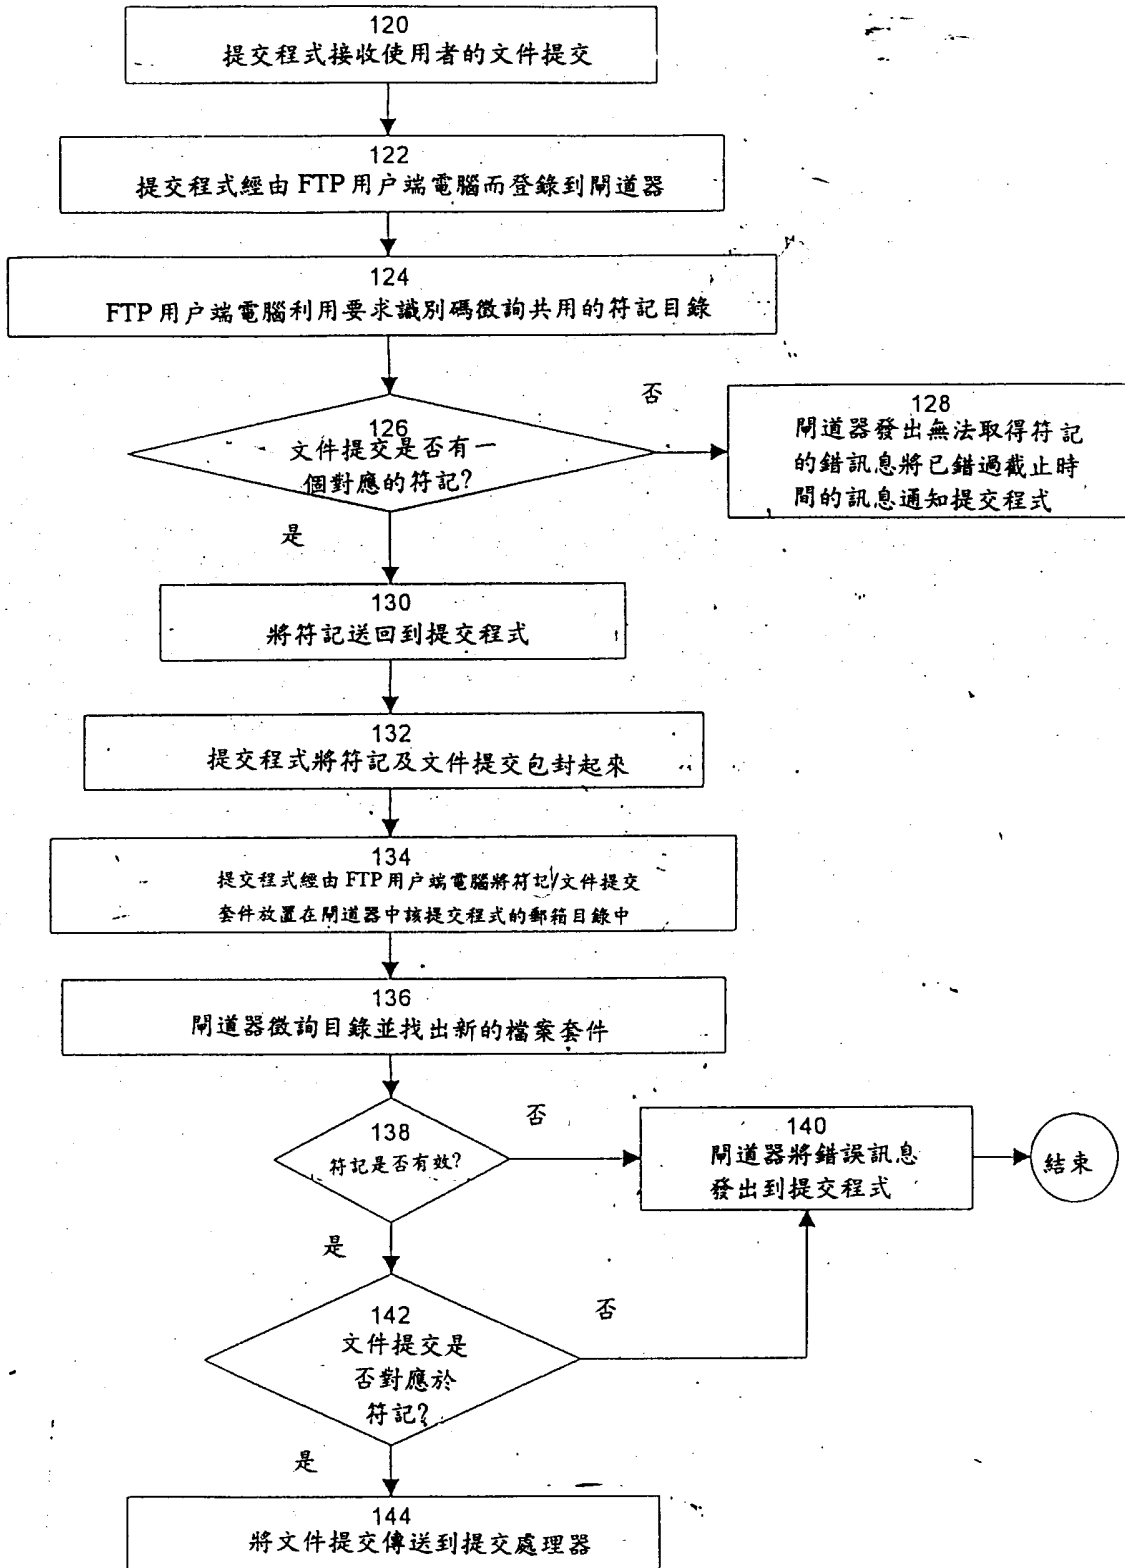 120
提交程式接收使用者的文件提交
122
提交程式經由 FTP 用户端電腦而登錄到閘道器
124
FTP 用户端電腦利用要求識別碼徵詢共用的符記目錄
126
文件提交是否有一
個對應的符記?
否
128
閘道器發出無法取得符記
的錯訊息將已錯過截止時
間的訊息通知提交程式
是
130
將符記送回到提交程式
132
提交程式將符記及文件提交包封起來
134
提交程式經由 FTP 用户端電腦將符記/文件提交
套件放置在閘道器中該提交程式的郵箱目錄中
136
閘道器徵詢目錄並找出新的檔案套件
138
符記是否有效?
否
140
閘道器將錯誤訊息
發出到提交程式
結束
是
142
文件提交是
否對應於
符記?
否
是
144
將文件提交傳送到提交處理器